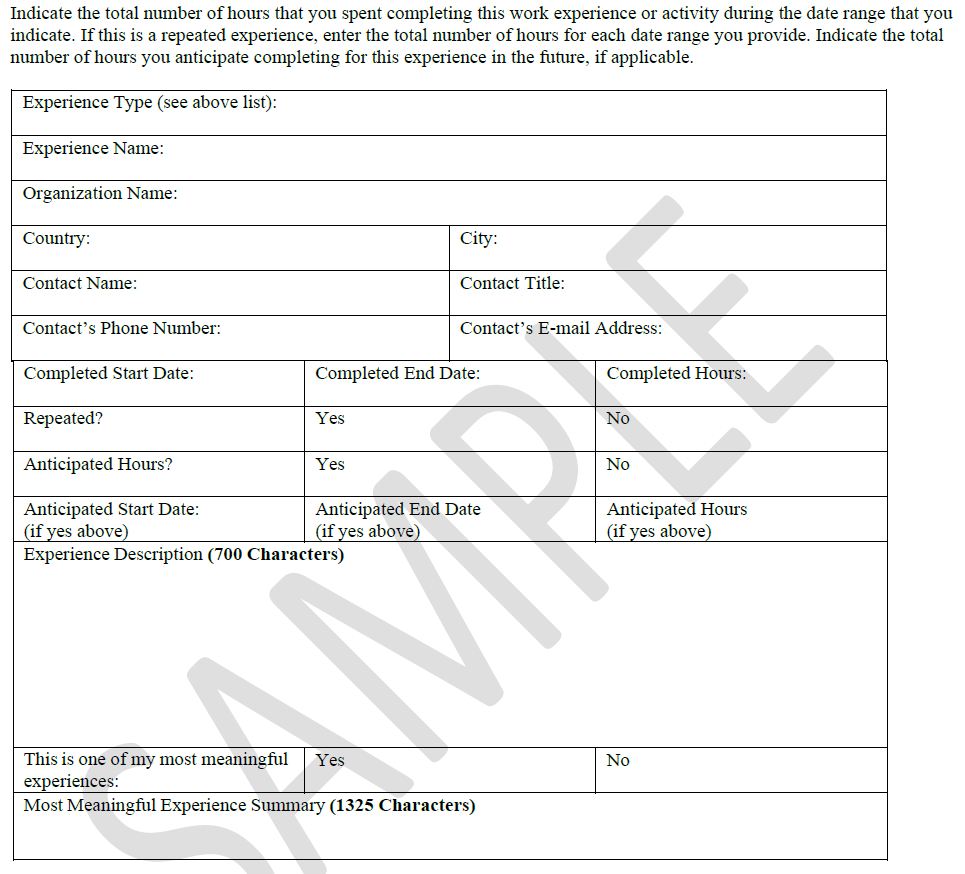 Indicate the total number of hours that you spent completing this work experience or activity during the date range that you
indicate. If this is a repeated experience, enter the total number of hours for each date range you provide. Indicate the total
number of hours you anticipate completing for this experience in the future, if applicable.
Experience Type (see above list):
Experience Name:
Organization Name:
Country: City:
Contact Name: Contact Title:
Contact’s Phone Number: Contact’s E-mail Address:
Completed Start Date: Completed End Date: Completed Hours:
Repeated? Yes No
Anticipated Hours? Yes No
Anticipated Start Date: Anticipated End Date Anticipated Hours
(if yes above) (if yes above) (if yes above)
Experience Description (700 Characters)
This is one of my most meaningful Yes No
experiences:
Most Meaningful Experience Summary (1325 Characters)
SAMPLE